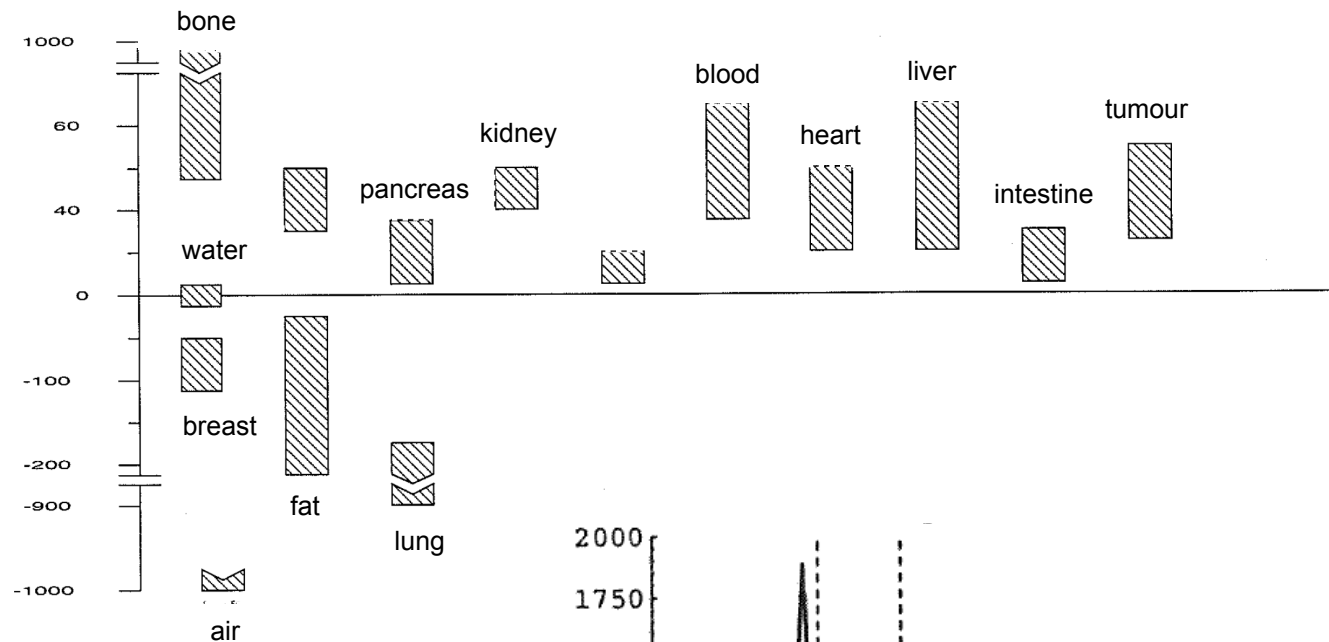 bone
1000
blood
liver
tumour
60
kidney
heart
pancreas
intestine
40
water
0
-100
breast
-200
fat
-900
lung
2000
-1000
1750
air